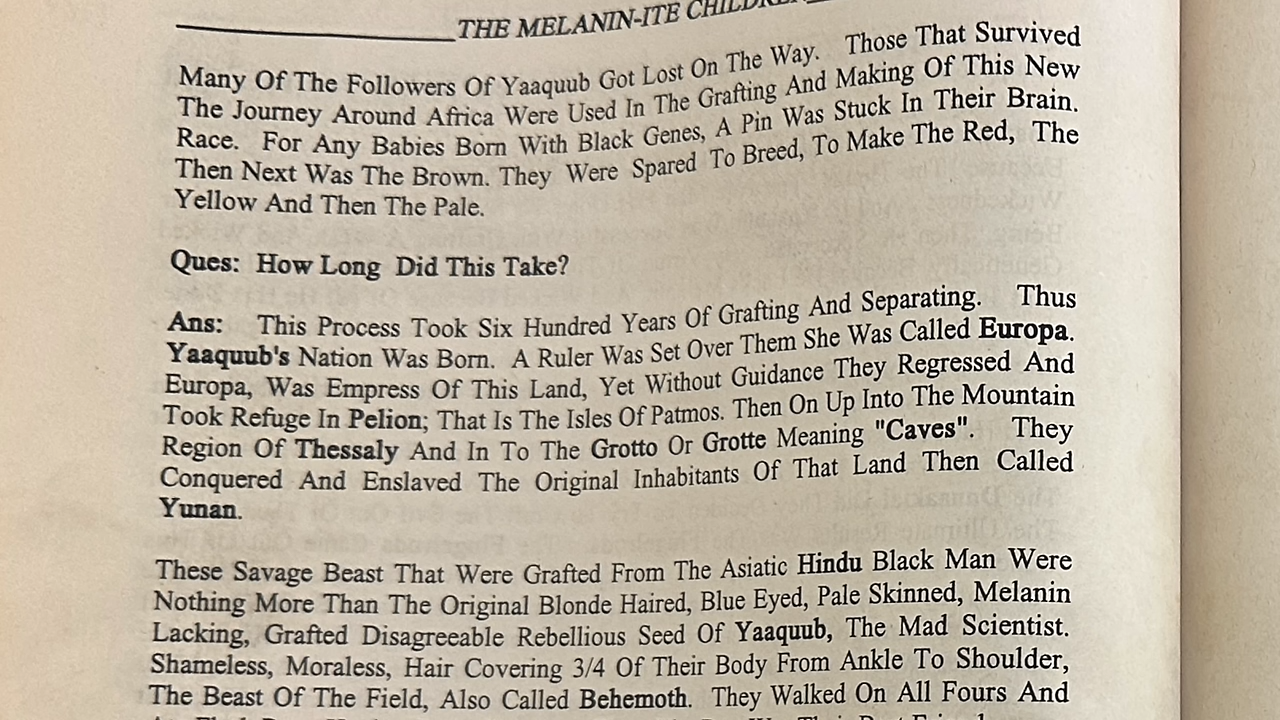 THE MELANIN-ITE CHILDREN
Many Of The Followers Of Yaaquub Got Lost On The Way. Those That Survived
The Journey Around Africa Were Used In The Grafting And Making Of This New
Race. For Any Babies Born With Black Genes, A Pin Was Stuck In Their Brain.
Then Next Was The Brown. They Were Spared To Breed, To Make The Red, The
Yellow And Then The Pale.
Ques: How Long Did This Take?
Ans: This Process Took Six Hundred Years Of Grafting And Separating. Thus
Yaaquub's Nation Was Born. A Ruler Was Set Over Them She Was Called Europa.
Europa, Was Empress Of This Land, Yet Without Guidance They Regressed And
Took Refuge In Pelion; That Is The Isles Of Patmos. Then On Up Into The Mountain
Region Of Thessaly And In To The Grotto Or Grotte Meaning "Caves". They
Conquered And Enslaved The Original Inhabitants Of That Land Then Called
Yunan.
These Savage Beast That Were Grafted From The Asiatic Hindu Black Man Were
Nothing More Than The Original Blonde Haired, Blue Eyed, Pale Skinned, Melanin
Lacking, Grafted Disagreeable Rebellious Seed Of Yaaquub, The Mad Scientist.
Shameless, Moraless, Hair Covering 3/4 Of Their Body From Ankle To Shoulder,
The Beast Of The Field, Also Called Behemoth. They Walked On All Fours And